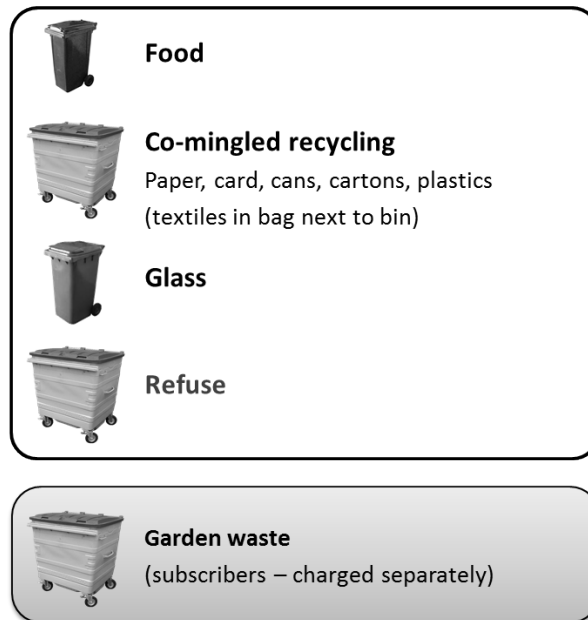 Food
Co-mingled recycling
Paper, card, cans, cartons, plastics
(textiles in bag next to bin)
Glass
Refuse
Garden waste
(subscribers – charged separately)